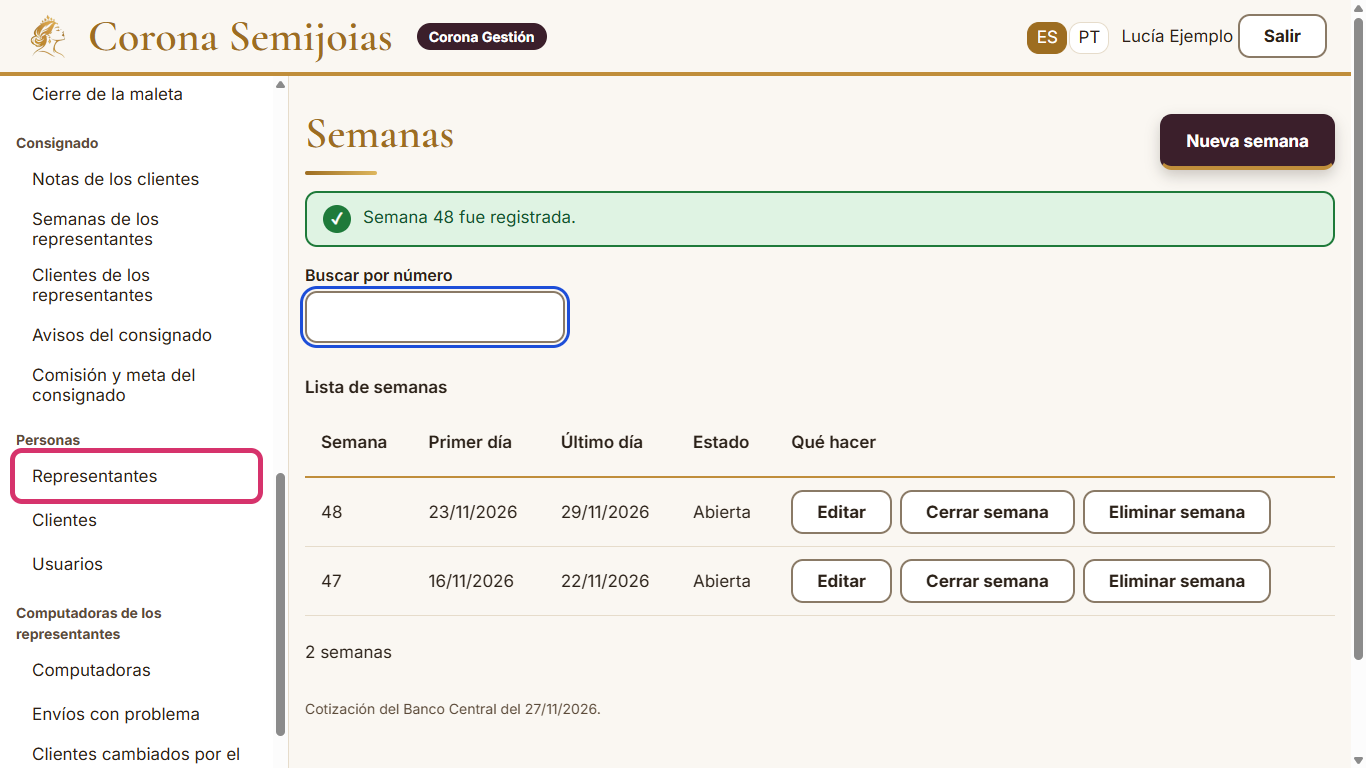 Corona Semijoias
Corona Gestión
ES
PT
Lucía Ejemplo
Salir
Cierre de la maleta
Consignado
Notas de los clientes
Semanas de los
representantes
Clientes de los
representantes
Avisos del consignado
Comisión y meta del
consignado
Personas
Representantes
Clientes
Usuarios
Computadoras de los
representantes
Computadoras
Envíos con problema
Clientes cambiados por el
Semanas
Nueva semana
Semana 48 fue registrada.
Buscar por número
Lista de semanas
Semana Primer día Último día Estado Qué hacer
48 23/11/2026 29/11/2026 Abierta Editar Cerrar semana Eliminar semana
47 16/11/2026 22/11/2026 Abierta Editar Cerrar semana Eliminar semana
2 semanas
Cotización del Banco Central del 27/11/2026.